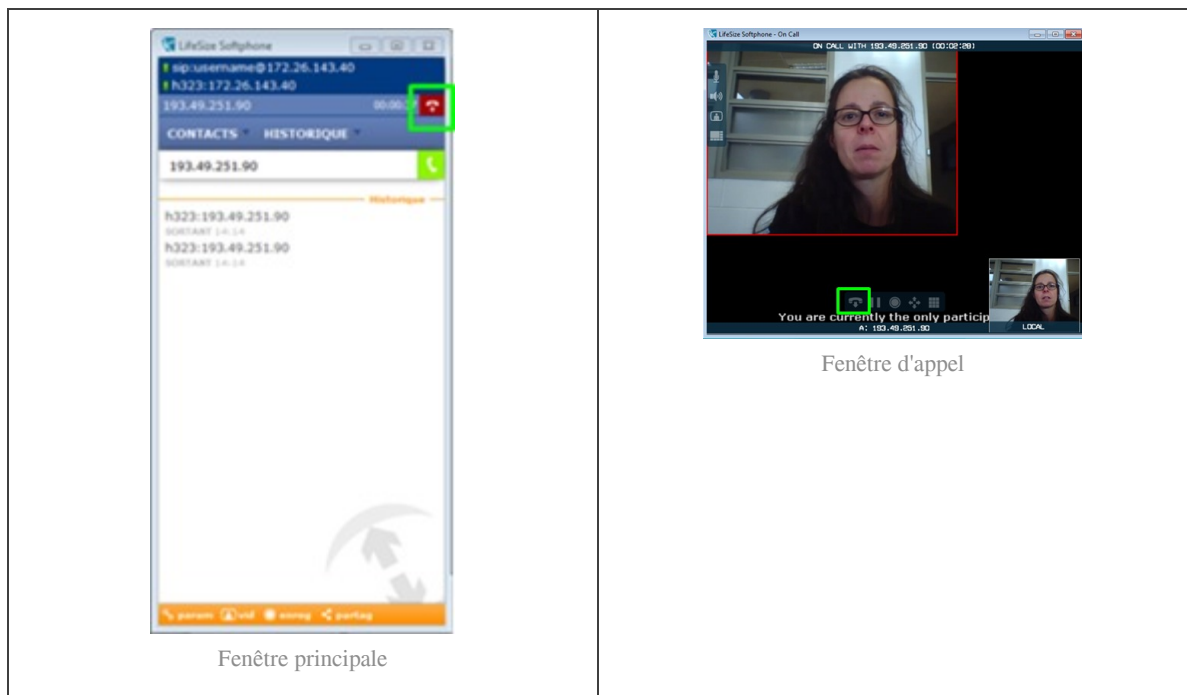 LifeSize Softphone
sip:username@172.26.143.40
h323:172.26.143.40
193.49.251.90 00:00:
CONTACTS HISTORIQUE
193.49.251.90
Historique
h323:193.49.251.90
SORTANT 14:14
h323:193.49.251.90
SORTANT 14:14
param vid enreg partag
Fenêtre principale
LifeSize Softphone - On Call
ON CALL WITH 193.49.251.90 (00:02:28)
You are currently the only particip
A: 193.49.251.90
LOCAL
Fenêtre d'appel